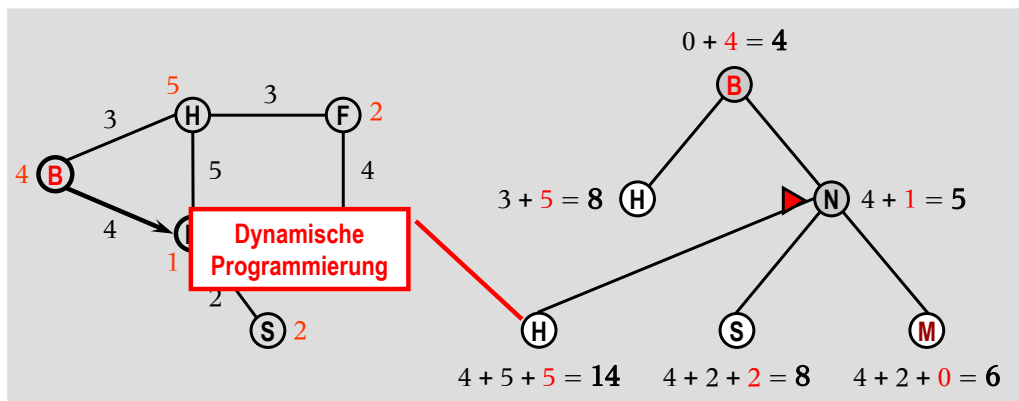 0 + 4 = 4
B
5
H
3
F
2
3
4
B
5
4
4
1
Dynamische
Programmierung
2
S
2
3 + 5 = 8
H
N
4 + 1 = 5
H
S
M
4 + 5 + 5 = 14
4 + 2 + 2 = 8
4 + 2 + 0 = 6